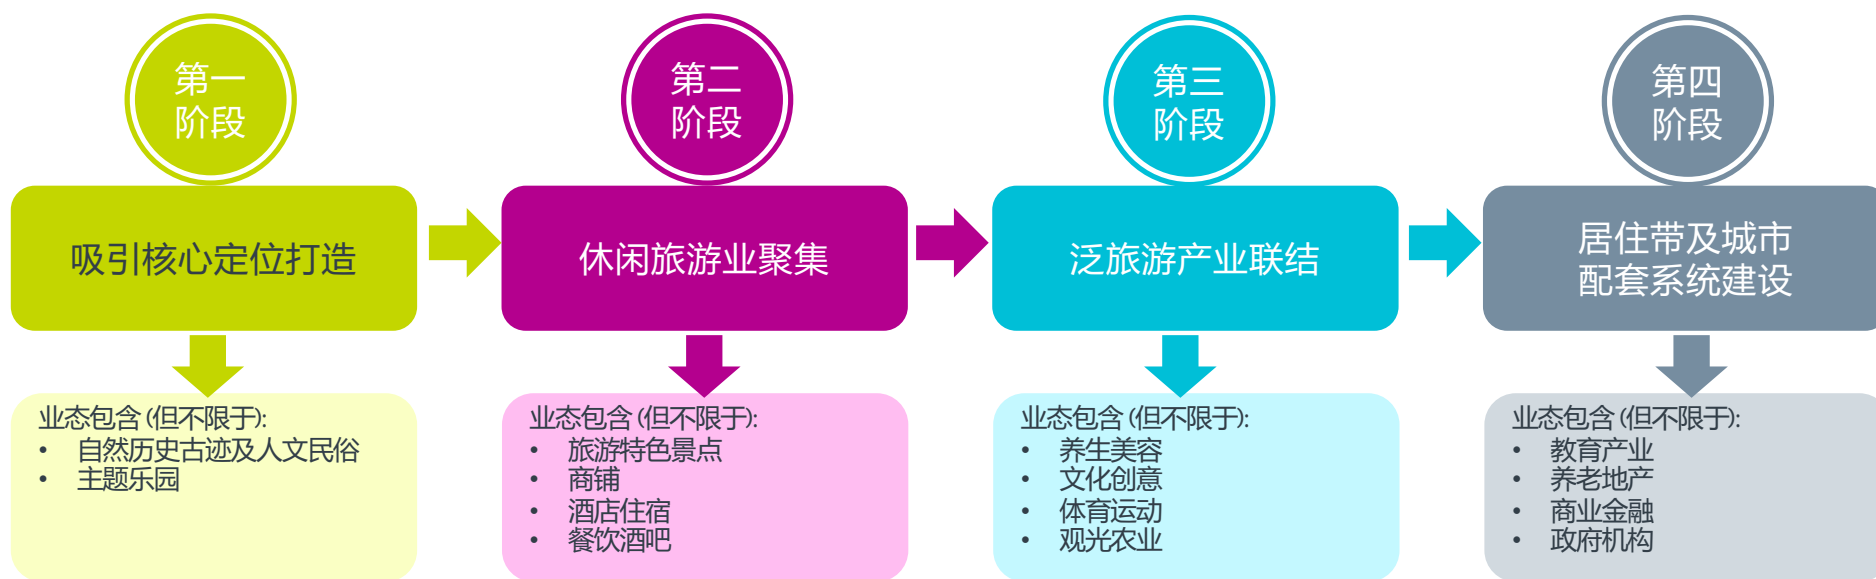 第一
阶段
吸引核心定位打造
业态包含 (但不限于):
• 自然历史古迹及人文民俗
• 主题乐园
第二
阶段
休闲旅游业聚集
业态包含 (但不限于):
• 旅游特色景点
• 商铺
• 酒店住宿
• 餐饮酒吧
第三
阶段
泛旅游产业联结
业态包含 (但不限于):
• 养生美容
• 文化创意
• 体育运动
• 观光农业
第四
阶段
居住带及城市
配套系统建设
业态包含 (但不限于):
• 教育产业
• 养老地产
• 商业金融
• 政府机构